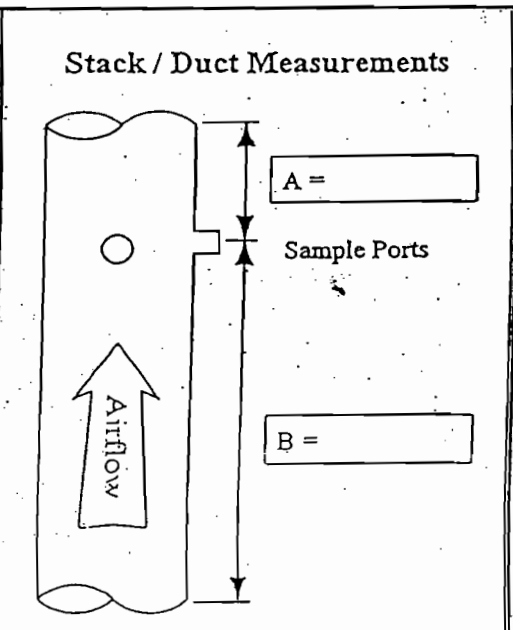 Stack / Duct Measurements
A =
Sample Ports
Airflow
B =